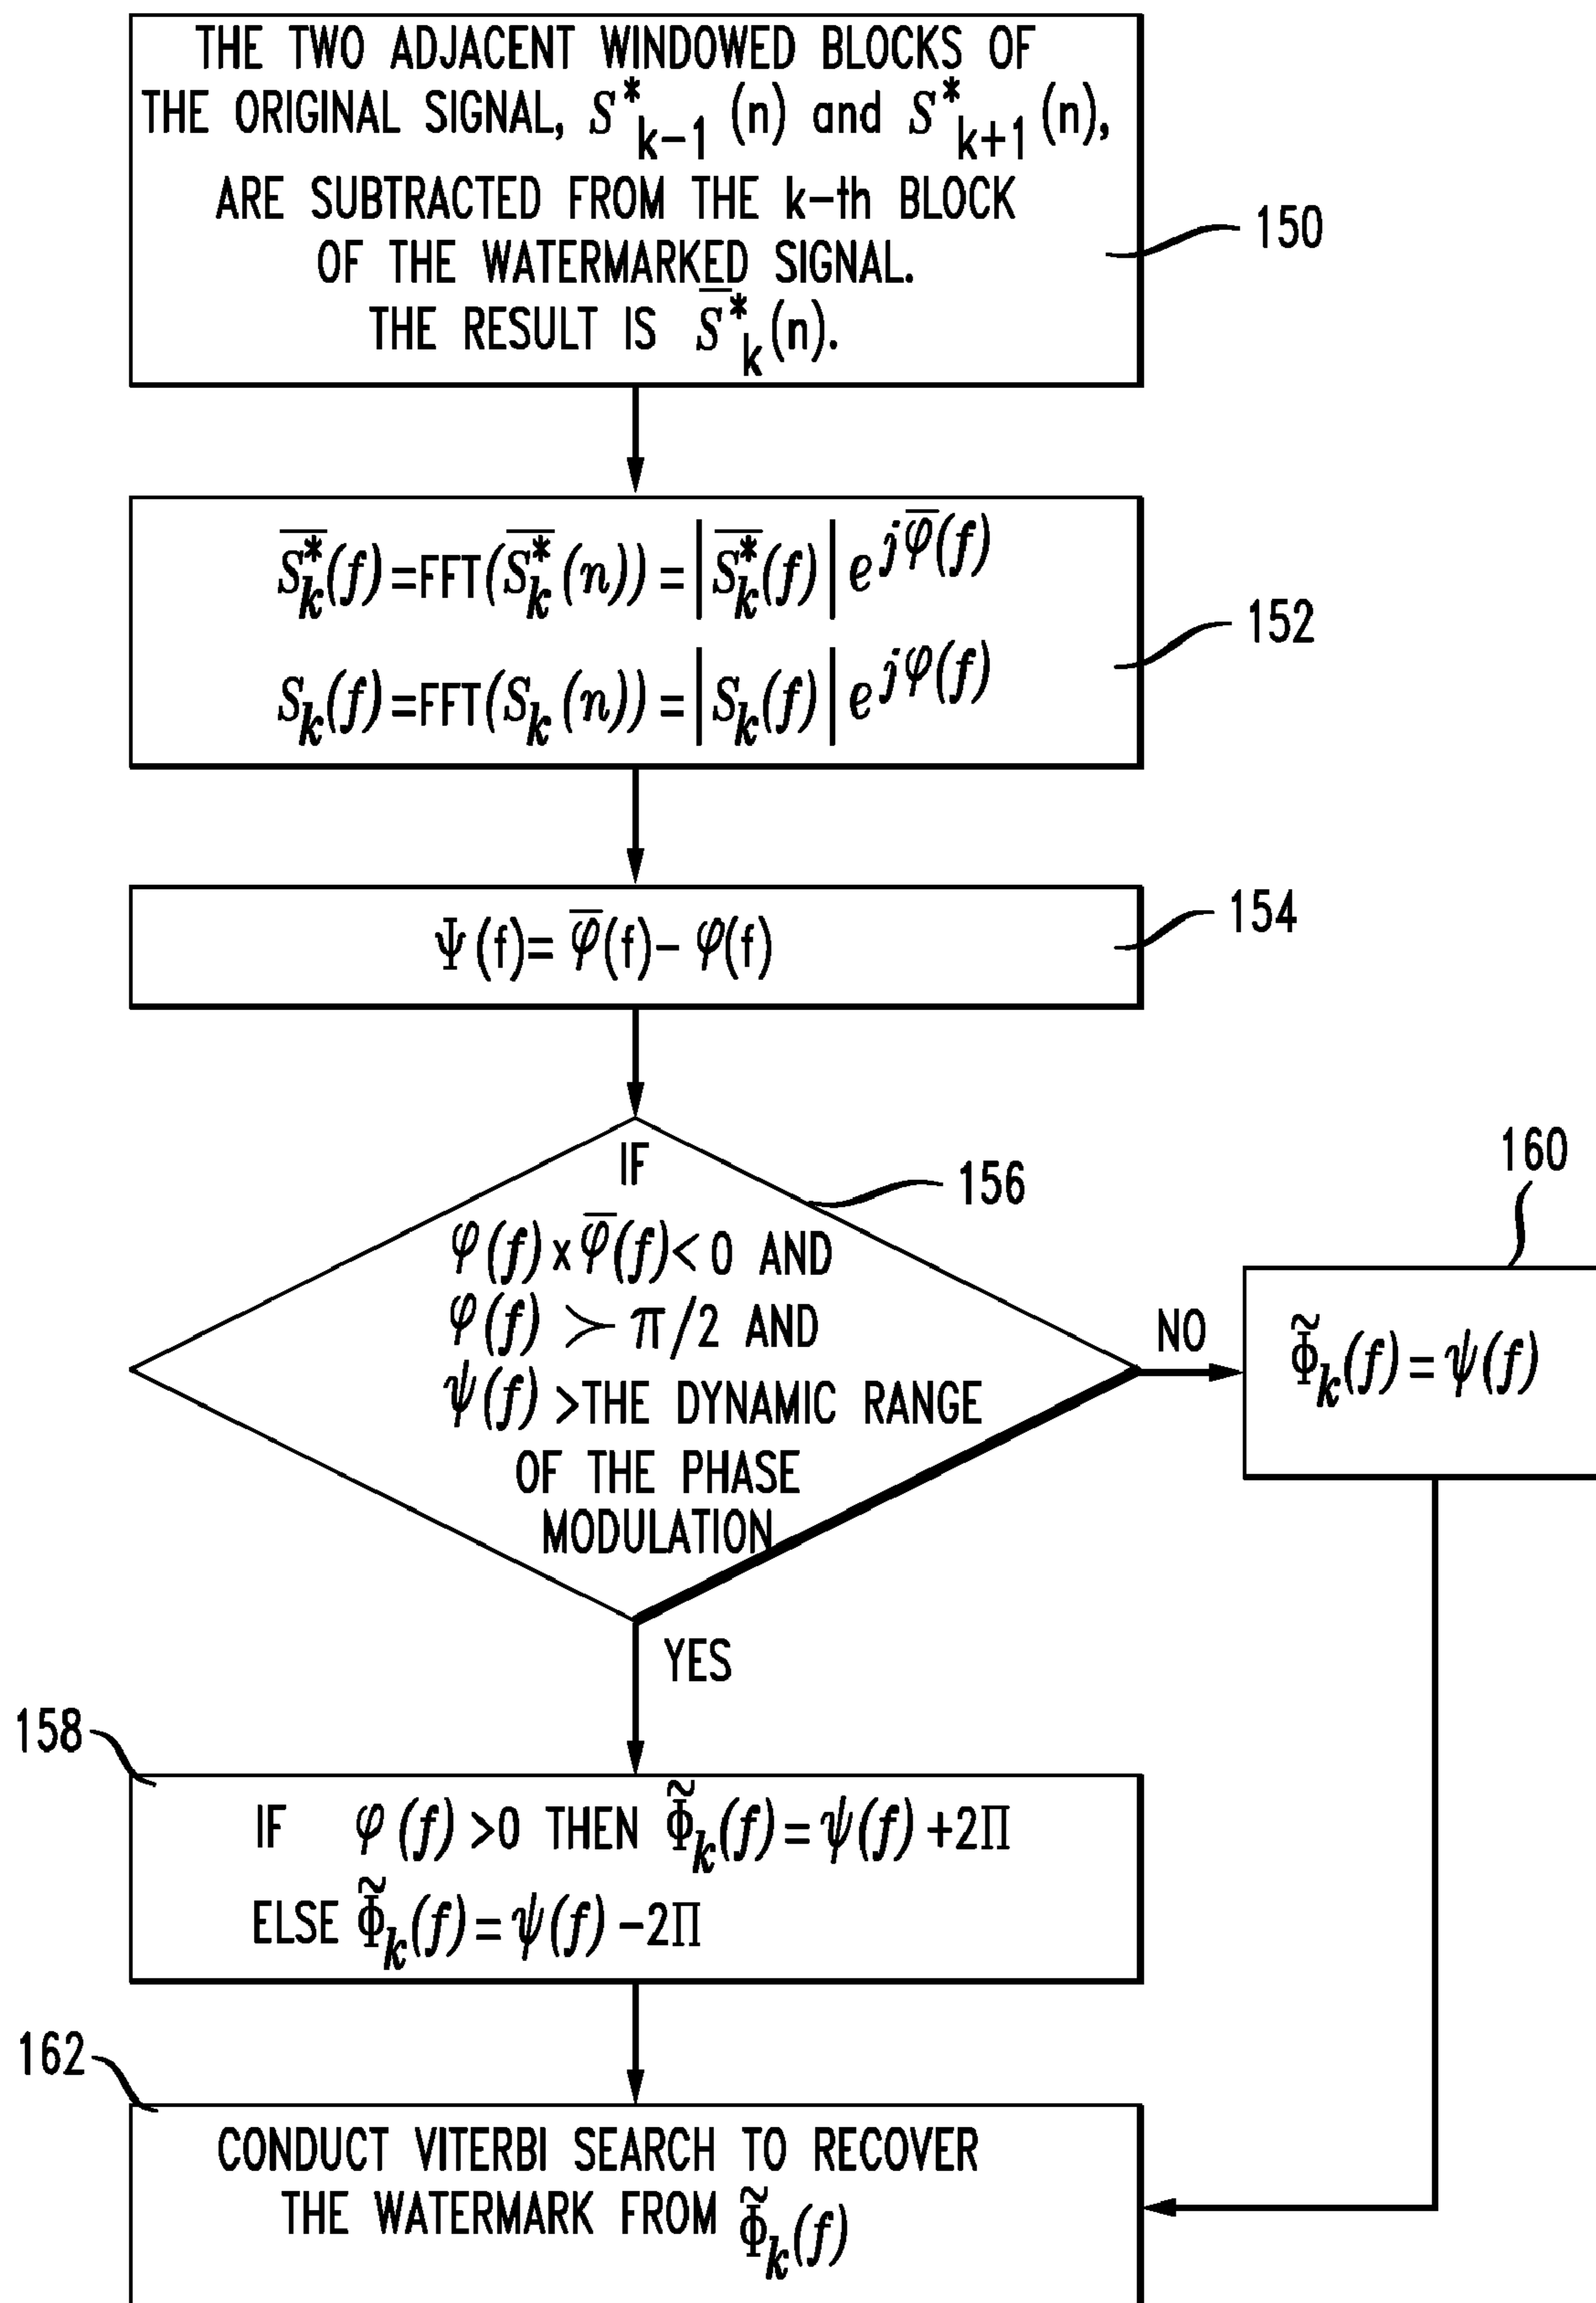 THE TWO ADJACENT WINDOWED BLOCKS OF
THE ORIGINAL SIGNAL, S*k-1 (n) and S*k+1 (n),
ARE SUBTRACTED FROM THE k-th BLOCK
OF THE WATERMARKED SIGNAL.
THE RESULT IS S̅*k(n).
150
S̅*k(f)=FFT(S̅*k(n))=|S̅*k(f)|e^jφ̅(f)
Sk(f)=FFT(Sk(n))=|Sk(f)|e^jφ(f)
152
Ψ(f)= φ̅(f)- φ(f)
154
IF
φ(f)x φ̅(f)<0 AND
φ(f) ≻ π/2 AND
ψ(f) >THE DYNAMIC RANGE
OF THE PHASE
MODULATION
156
NO
160
Φ̃k(f)=ψ(f)
YES
158
IF φ(f)>0 THEN Φ̃k(f)=ψ(f)+2Π
ELSE Φ̃k(f)=ψ(f)-2Π
162
CONDUCT VITERBI SEARCH TO RECOVER
THE WATERMARK FROM Φ̃k(f)